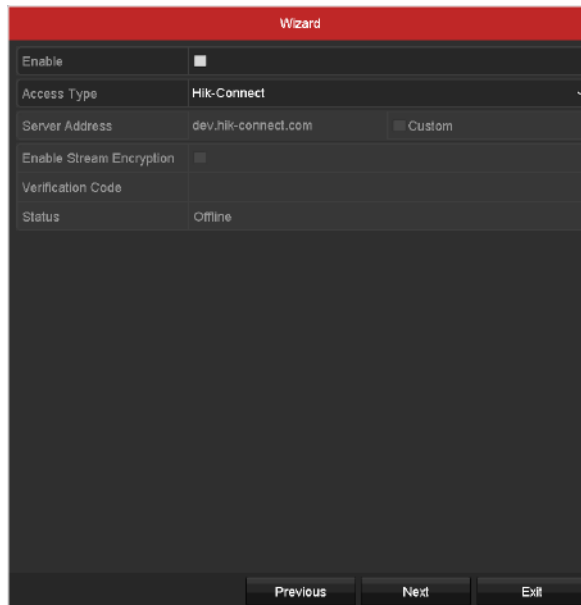 Wizard
Enable
Access Type Hik-Connect
Server Address dev.hik-connect.com Custom
Enable Stream Encryption
Verification Code
Status Offline
Previous Next Exit